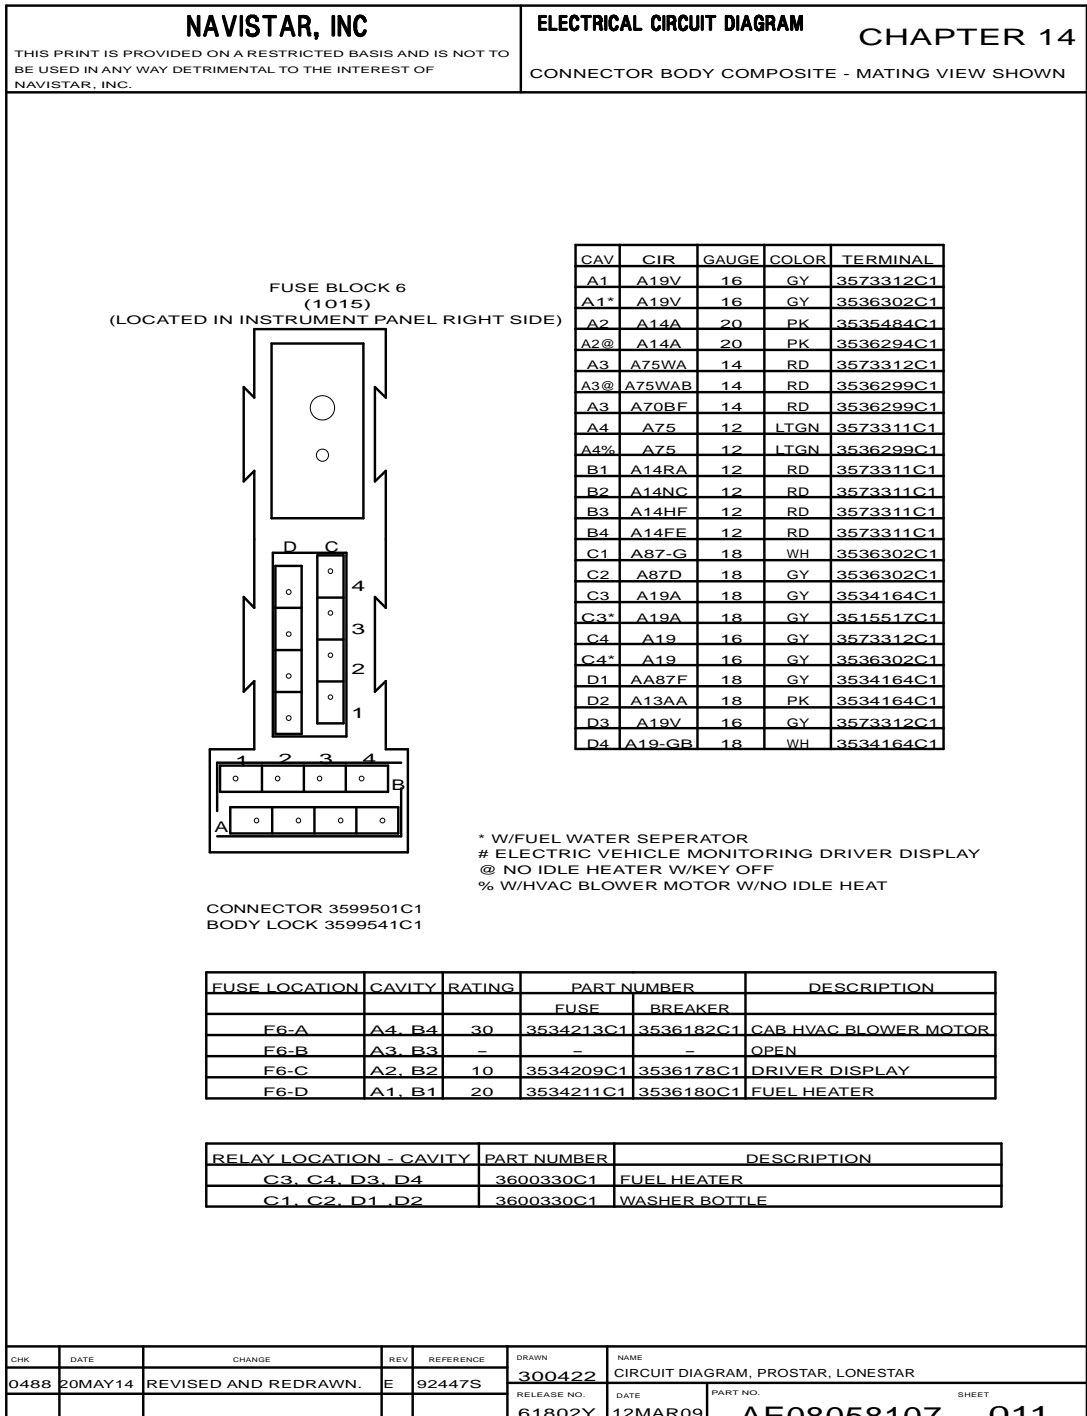 NAVISTAR, INC
THIS PRINT IS PROVIDED ON A RESTRICTED BASIS AND IS NOT TO
BE USED IN ANY WAY DETRIMENTAL TO THE INTEREST OF
NAVISTAR, INC.
ELECTRICAL CIRCUIT DIAGRAM
CHAPTER 14
CONNECTOR BODY COMPOSITE - MATING VIEW SHOWN
FUSE BLOCK 6
(1015)
(LOCATED IN INSTRUMENT PANEL RIGHT SIDE)
D C
4
3
2
1
1 2 3 4
B
A
CONNECTOR 3599501C1
BODY LOCK 3599541C1
CAV CIR GAUGE COLOR TERMINAL
A1 A19V 16 GY 3573312C1
A1* A19V 16 GY 3536302C1
A2 A14A 20 PK 3535484C1
A2@ A14A 20 PK 3536294C1
A3 A75WA 14 RD 3573312C1
A3@ A75WAB 14 RD 3536299C1
A3 A70BF 14 RD 3536299C1
A4 A75 12 LTGN 3573311C1
A4% A75 12 LTGN 3536299C1
B1 A14RA 12 RD 3573311C1
B2 A14NC 12 RD 3573311C1
B3 A14HF 12 RD 3573311C1
B4 A14FE 12 RD 3573311C1
C1 A87-G 18 WH 3536302C1
C2 A87D 18 GY 3536302C1
C3 A19A 18 GY 3534164C1
C3* A19A 18 GY 3515517C1
C4 A19 16 GY 3573312C1
C4* A19 16 GY 3536302C1
D1 AA87F 18 GY 3534164C1
D2 A13AA 18 PK 3534164C1
D3 A19V 16 GY 3573312C1
D4 A19-GB 18 WH 3534164C1
* W/FUEL WATER SEPERATOR
# ELECTRIC VEHICLE MONITORING DRIVER DISPLAY
@ NO IDLE HEATER W/KEY OFF
% W/HVAC BLOWER MOTOR W/NO IDLE HEAT
FUSE LOCATION CAVITY RATING PART NUMBER DESCRIPTION
FUSE BREAKER
F6-A A4, B4 30 3534213C1 3536182C1 CAB HVAC BLOWER MOTOR
F6-B A3, B3 – – – OPEN
F6-C A2, B2 10 3534209C1 3536178C1 DRIVER DISPLAY
F6-D A1, B1 20 3534211C1 3536180C1 FUEL HEATER
RELAY LOCATION - CAVITY PART NUMBER DESCRIPTION
C3, C4, D3, D4 3600330C1 FUEL HEATER
C1, C2, D1 ,D2 3600330C1 WASHER BOTTLE
CHK DATE CHANGE REV REFERENCE DRAWN NAME
0488 20MAY14 REVISED AND REDRAWN. E 92447S 300422 CIRCUIT DIAGRAM, PROSTAR, LONESTAR
RELEASE NO. DATE PART NO. SHEET
61802Y 12MAR09 AE08058107 011